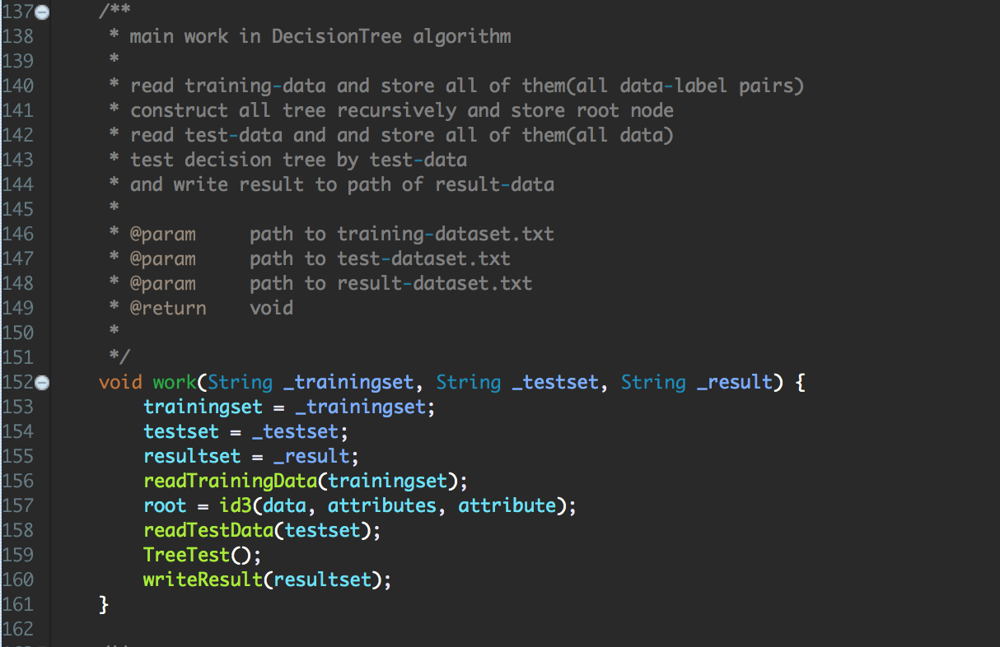 137 /**
138 * main work in DecisionTree algorithm
139 *
140 * read training-data and store all of them(all data-label pairs)
141 * construct all tree recursively and store root node
142 * read test-data and and store all of them(all data)
143 * test decision tree by test-data
144 * and write result to path of result-data
145 *
146 * @param path to training-dataset.txt
147 * @param path to test-dataset.txt
148 * @param path to result-dataset.txt
149 * @return void
150 *
151 */
152 void work(String _trainingset, String _testset, String _result) {
153 trainingset = _trainingset;
154 testset = _testset;
155 resultset = _result;
156 readTrainingData(trainingset);
157 root = id3(data, attributes, attribute);
158 readTestData(testset);
159 TreeTest();
160 writeResult(resultset);
161 }
162